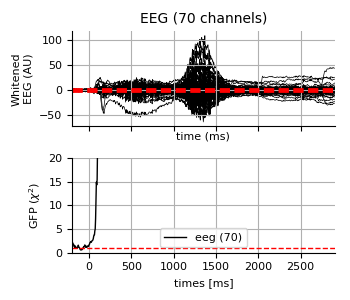 EEG (70 channels)
Whitened
EEG (AU)
100
50
0
−50
time (ms)
GFP (χ²)
20
15
10
5
0
eeg (70)
0 500 1000 1500 2000 2500
times [ms]